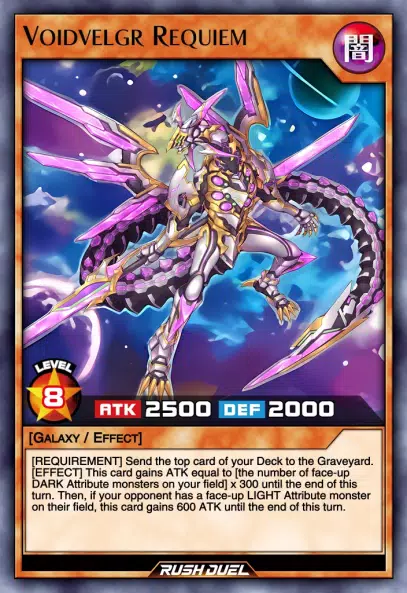 Voidvelgr Requiem
闇
LEVEL
8
ATK 2500 DEF 2000
[Galaxy / Effect]
[REQUIREMENT] Send the top card of your Deck to the Graveyard.
[EFFECT] This card gains ATK equal to [the number of face-up
DARK Attribute monsters on your field] x 300 until the end of this
turn. Then, if your opponent has a face-up LIGHT Attribute monster
on their field, this card gains 600 ATK until the end of this turn.
RUSH DUEL